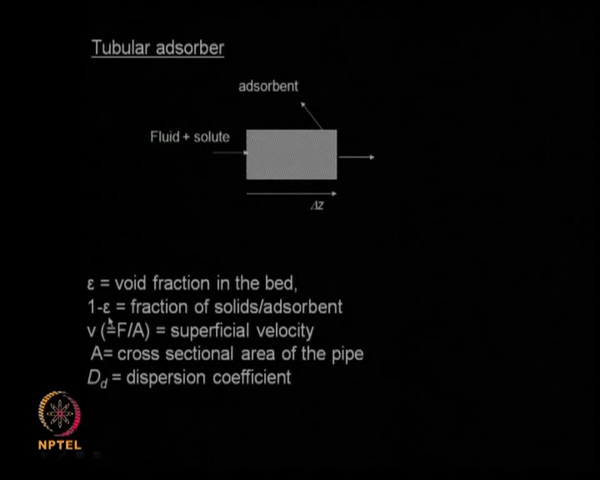 Tubular adsorber
adsorbent
Fluid + solute
Δz
ε = void fraction in the bed,
1-ε = fraction of solids/adsorbent
v (=F/A) = superficial velocity
A= cross sectional area of the pipe
D_d = dispersion coefficient
NPTEL